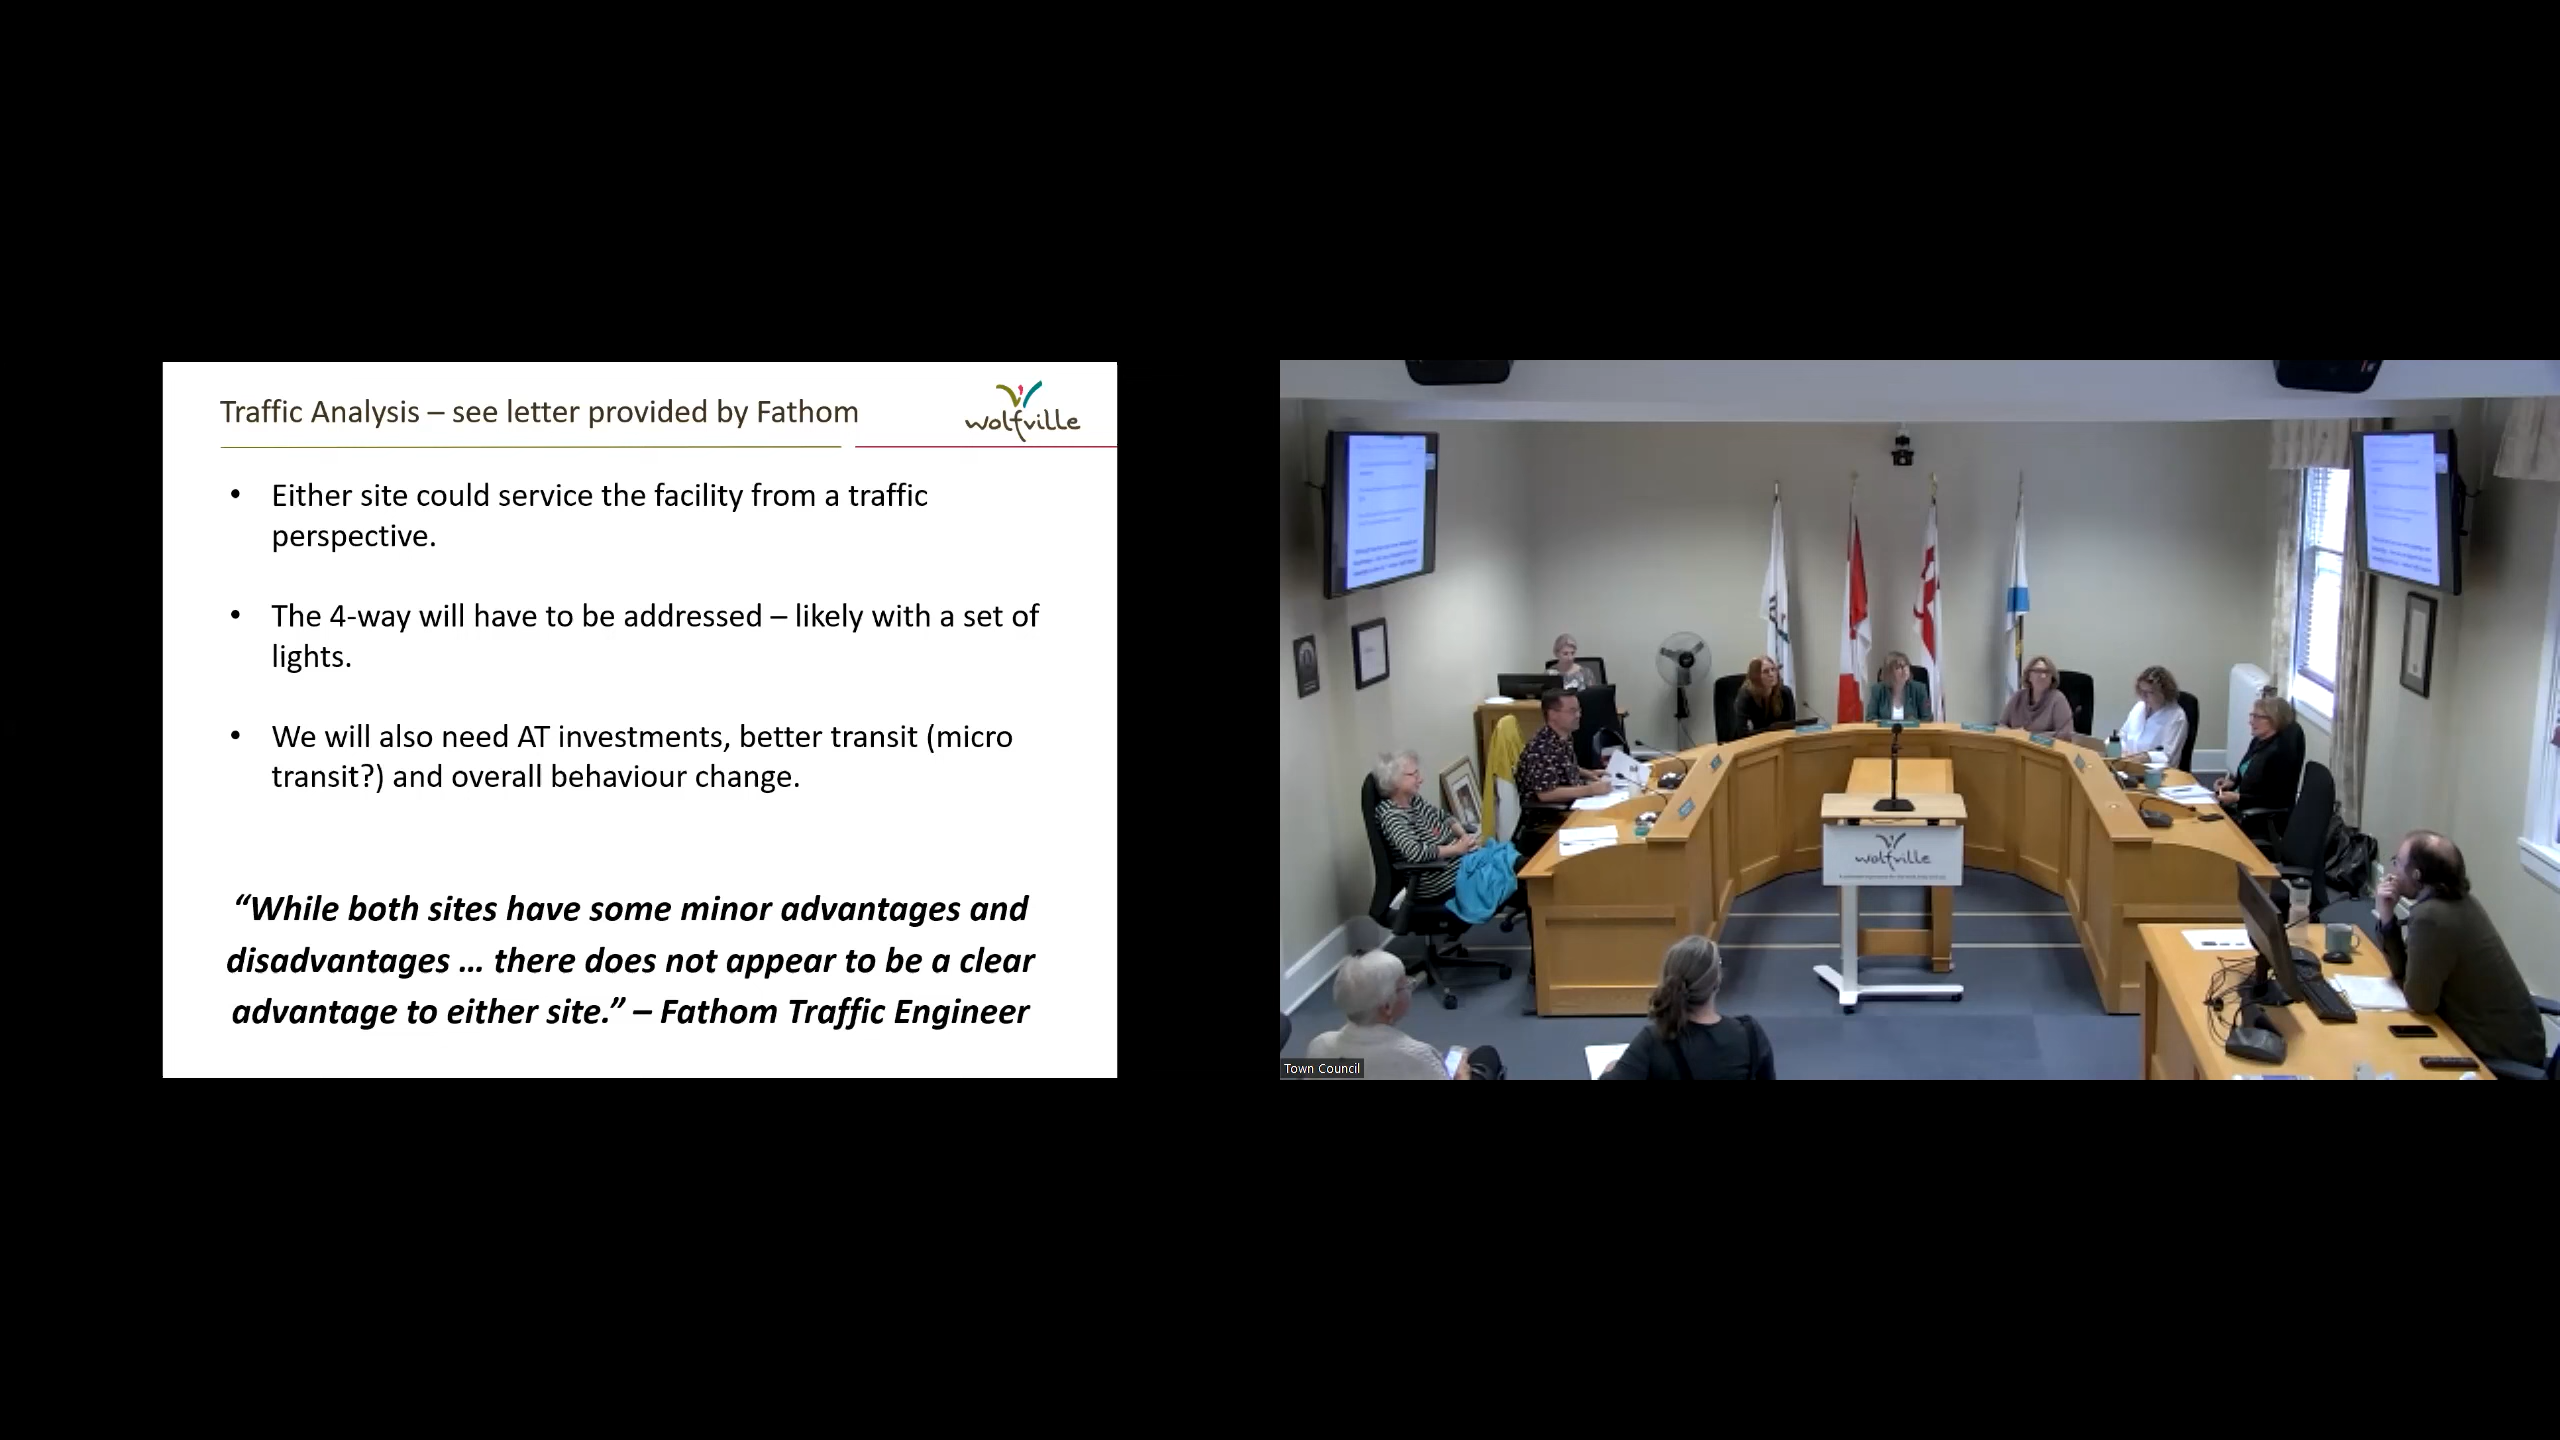 Traffic Analysis – see letter provided by Fathom
wolfville
• Either site could service the facility from a traffic
perspective.
• The 4-way will have to be addressed – likely with a set of
lights.
• We will also need AT investments, better transit (micro
transit?) and overall behaviour change.
“While both sites have some minor advantages and
disadvantages ... there does not appear to be a clear
advantage to either site.” – Fathom Traffic Engineer
wolfville
Town Council